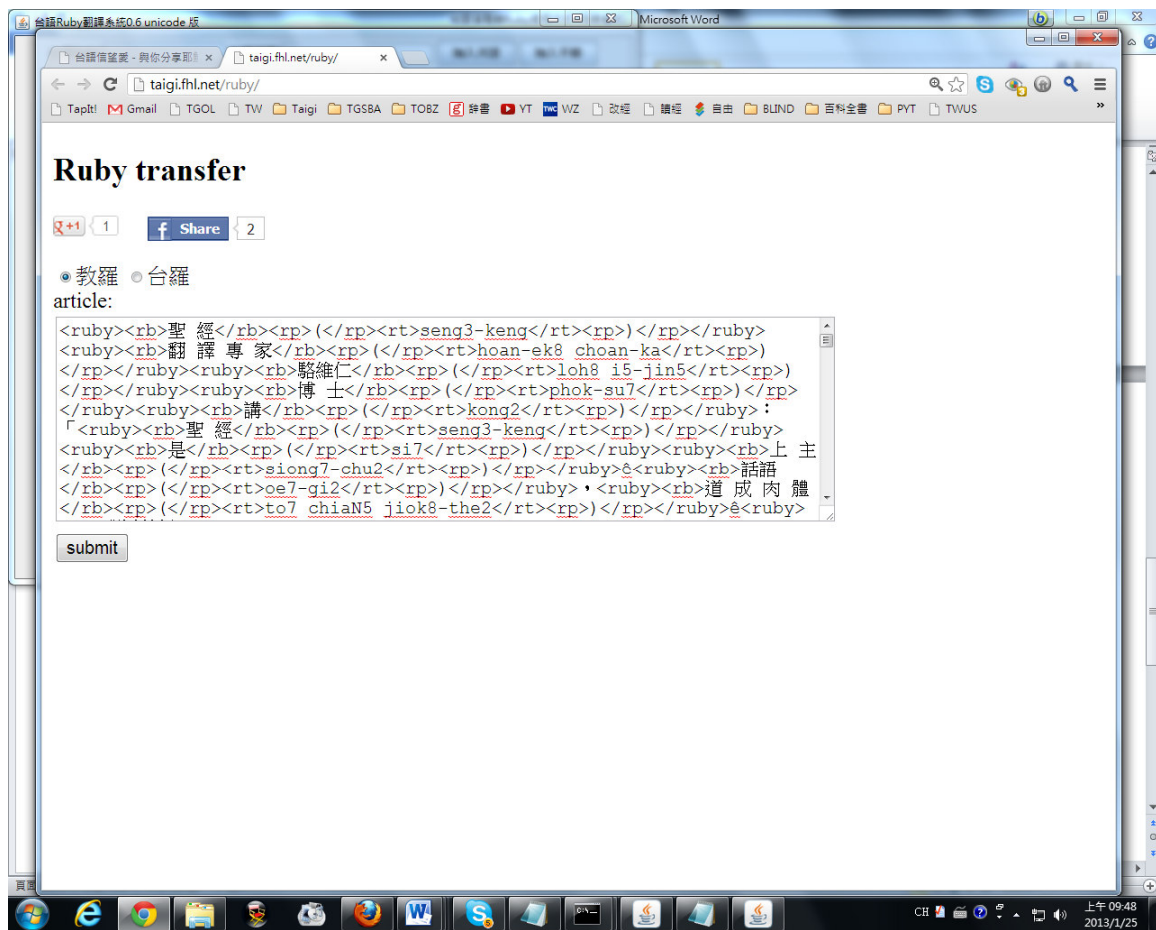 台語Ruby翻譯系統0.6 unicode 版
Microsoft Word
台語信望愛 - 與你分享耶
taigi.fhl.net/ruby/
taigi.fhl.net/ruby/
TapIt! Gmail TGOL TW Taigi TGSBA TOBZ 辭書 YT WZ 改經 讀經 自由 BLIND 百科全書 PYT TWUS »
Ruby transfer
g +1 1 f Share 2
教羅 台羅
article:
<ruby><rb>聖 經</rb><rp>(</rp><rt>seng3-keng</rt><rp>)</rp></ruby>
<ruby><rb>翻 譯 專 家</rb><rp>(</rp><rt>hoan-ek8 choan-ka</rt><rp>)
</rp></ruby><ruby><rb>駱維仁</rb><rp>(</rp><rt>loh8 i5-jin5</rt><rp>)
</rp></ruby><ruby><rb>博 士</rb><rp>(</rp><rt>phok-su7</rt><rp>)</rp>
</ruby><ruby><rb>講</rb><rp>(</rp><rt>kong2</rt><rp>)</rp></ruby>：
「<ruby><rb>聖 經</rb><rp>(</rp><rt>seng3-keng</rt><rp>)</rp></ruby>
<ruby><rb>是</rb><rp>(</rp><rt>si7</rt><rp>)</rp></ruby><ruby><rb>上 主
</rb><rp>(</rp><rt>siong7-chu2</rt><rp>)</rp></ruby>ê<ruby><rb>話語
</rb><rp>(</rp><rt>oe7-gi2</rt><rp>)</rp></ruby>，<ruby><rb>道 成 肉 體
</rb><rp>(</rp><rt>to7 chiaN5 jiok8-the2</rt><rp>)</rp></ruby>ê<ruby>
submit
CH 上午 09:48
2013/1/25